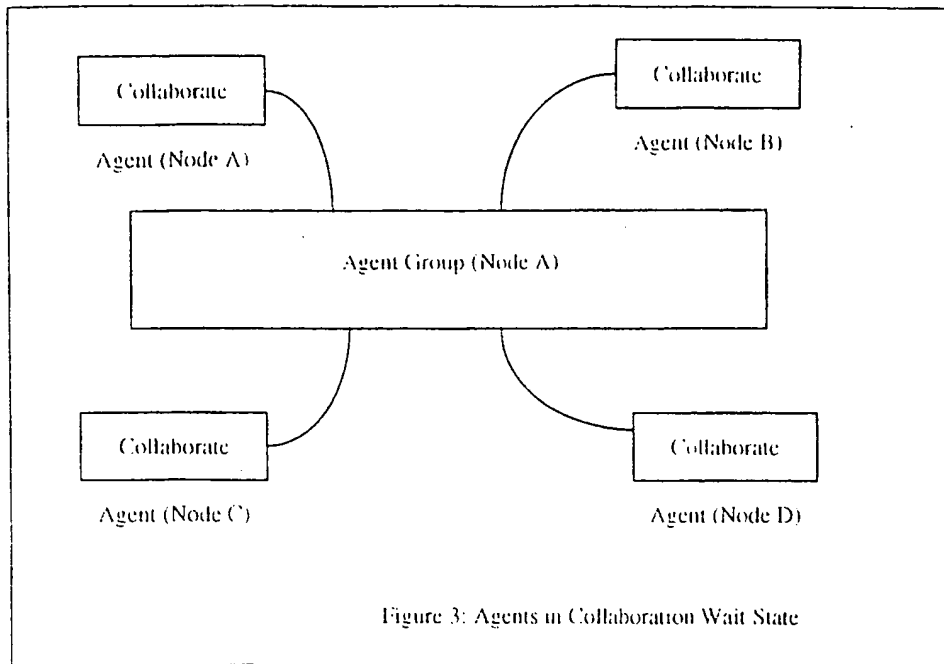 Collaborate
Collaborate
Agent (Node A)
Agent (Node B)
Agent Group (Node A)
Collaborate
Collaborate
Agent (Node C)
Agent (Node D)
Figure 3: Agents in Collaboration Wait State